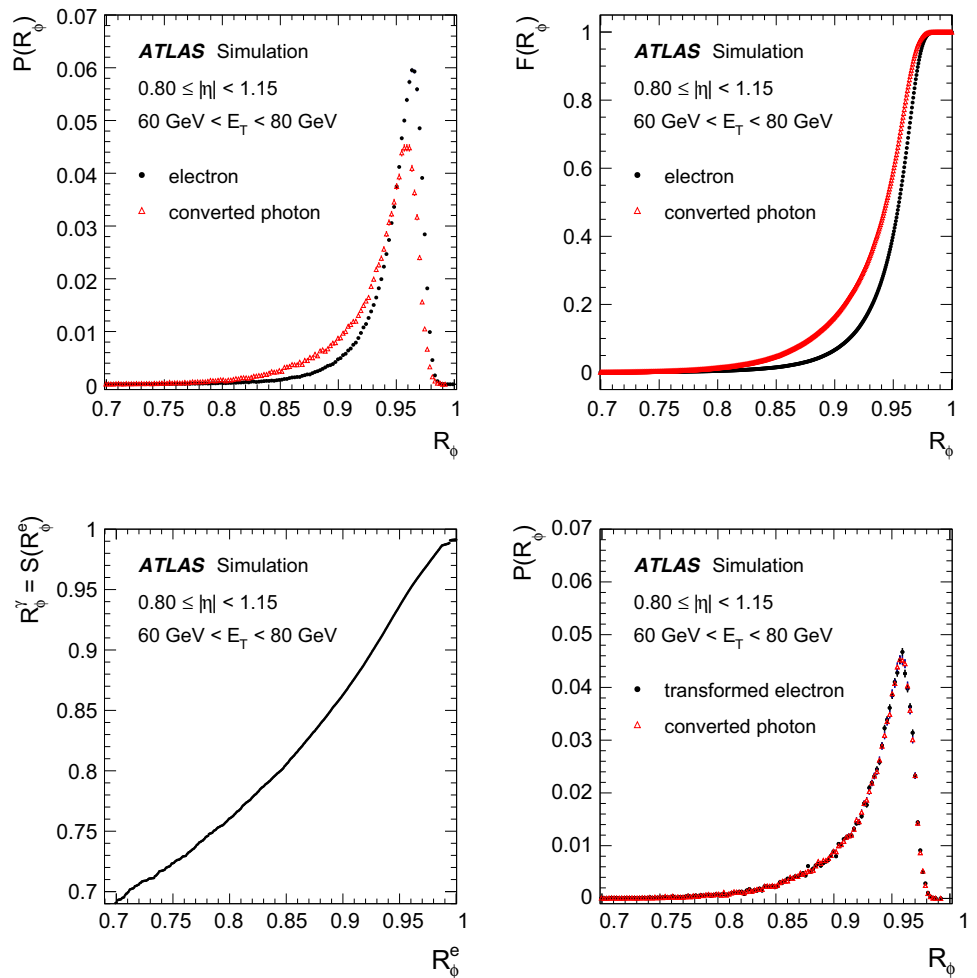 P(R_ϕ)
0.07
0.06
0.05
0.04
0.03
0.02
0.01
0
ATLAS Simulation
0.80 ≤ |η| < 1.15
60 GeV < E_T < 80 GeV
electron
converted photon
0.7 0.75 0.8 0.85 0.9 0.95 1
R_ϕ
F(R_ϕ)
1
0.8
0.6
0.4
0.2
0
ATLAS Simulation
0.80 ≤ |η| < 1.15
60 GeV < E_T < 80 GeV
electron
converted photon
0.7 0.75 0.8 0.85 0.9 0.95 1
R_ϕ
R_ϕ^γ = S(R_ϕ^e)
1
0.95
0.9
0.85
0.8
0.75
0.7
ATLAS Simulation
0.80 ≤ |η| < 1.15
60 GeV < E_T < 80 GeV
0.7 0.75 0.8 0.85 0.9 0.95 1
R_ϕ^e
P(R_ϕ)
0.07
0.06
0.05
0.04
0.03
0.02
0.01
0
ATLAS Simulation
0.80 ≤ |η| < 1.15
60 GeV < E_T < 80 GeV
transformed electron
converted photon
0.7 0.75 0.8 0.85 0.9 0.95 1
R_ϕ